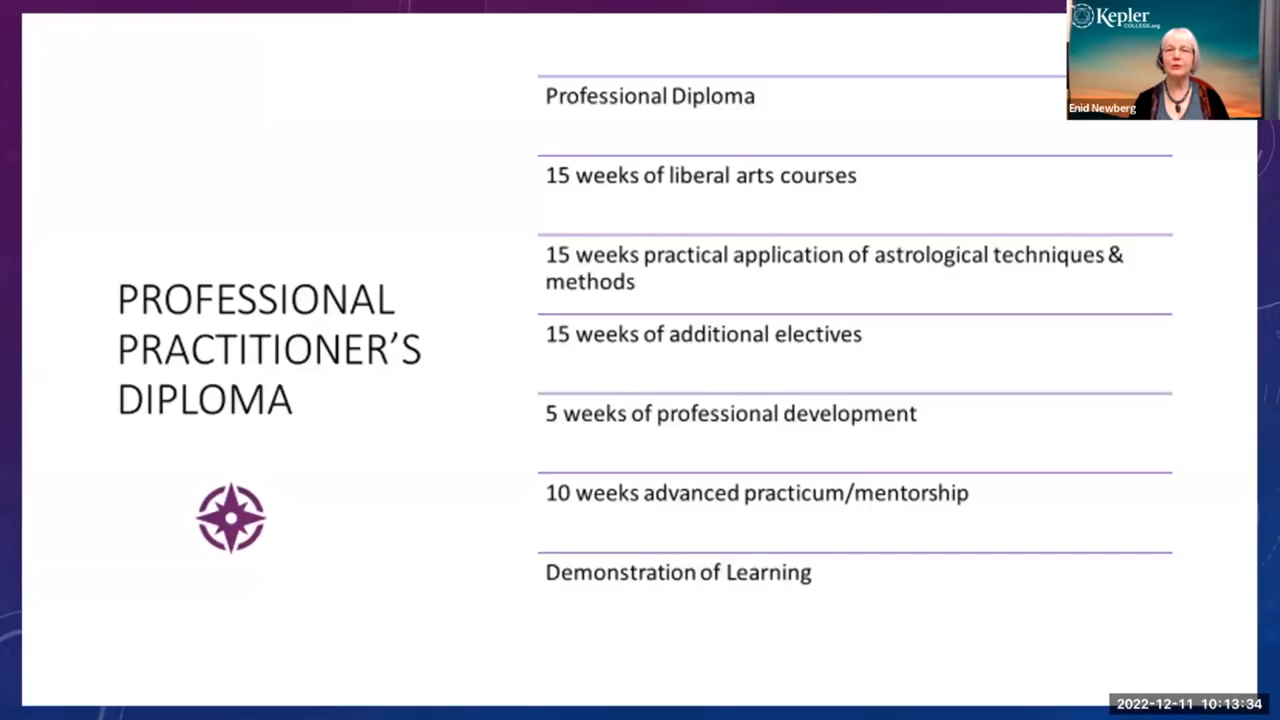 Kepler
COLLEGE.org
Enid Newberg
PROFESSIONAL
PRACTITIONER’S
DIPLOMA
Professional Diploma
15 weeks of liberal arts courses
15 weeks practical application of astrological techniques &
methods
15 weeks of additional electives
5 weeks of professional development
10 weeks advanced practicum/mentorship
Demonstration of Learning
2022-12-11 10:13:34